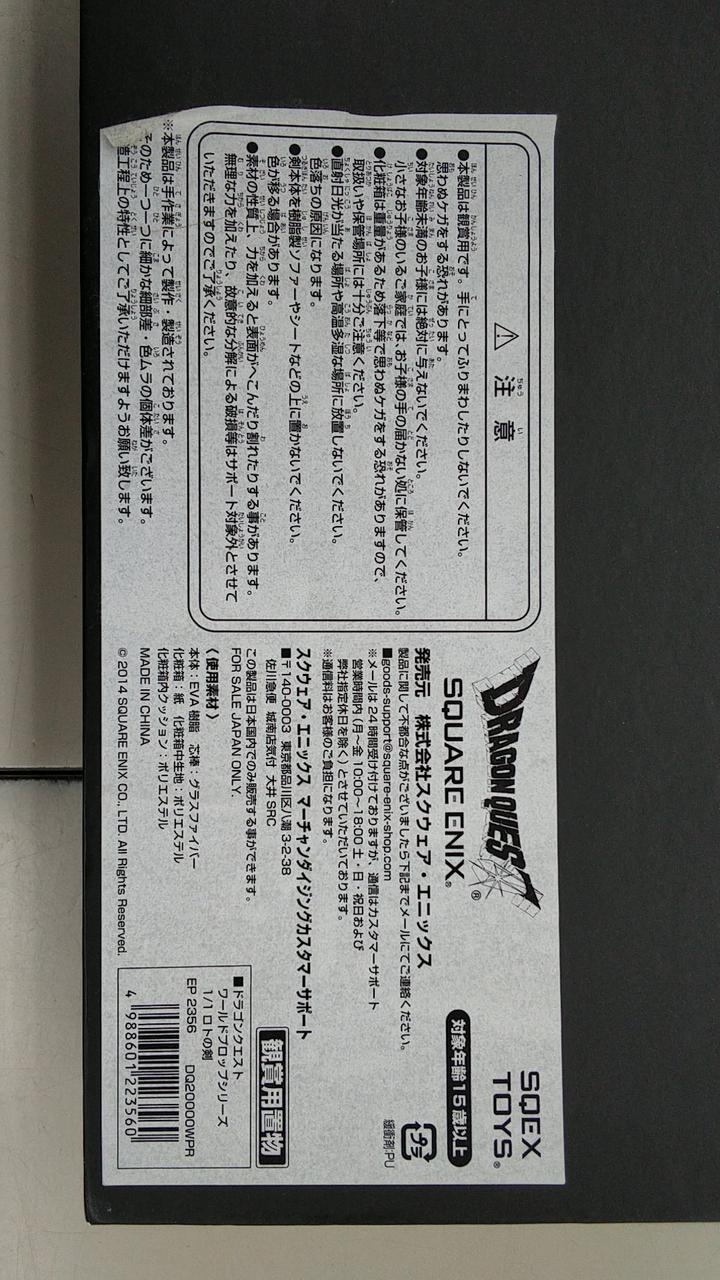 ⚠ 注意
●本製品は観賞用です。手にとってふりまわしたりしないでください。
思わぬケガをする恐れがあります。
●対象年齢未満のお子様には絶対に与えないでください。
小さなお子様のいるご家庭では、お子様の手の届かない処に保管してください。
●化粧箱は重量があるため落下等で思わぬケガをする恐れがありますので、
取扱いや保管場所には十分ご注意ください。
●直射日光が当たる場所や高温多湿な場所に放置しないでください。
色落ちの原因になります。
●剣本体を樹脂製ソファーやシートなどの上に置かないでください。
色が移る場合があります。
●素材の性質上、力を加えると表面がへこんだり割れたりする事があります。
無理な力を加えたり、故意的な分解による破損等はサポート対象外とさせて
いただきますのでご了承ください。
※本製品は手作業によって製作・製造されております。
そのため一つ一つに細かな細部差・色ムラの個体差がございます。
造工程上の特性としてご了承いただけますようお願い致します。
DRAGON QUEST®
SQUARE ENIX®
発売元 株式会社スクウェア・エニックス
製品に関して不都合な点がございましたら下記までメールにてご連絡ください。
■goods-support@square-enix-shop.com
※メールは24時間受け付けておりますが、通信はカスタマーサポート
営業時間内(月〜金 10:00〜18:00 土・日・祝日および
弊社指定休日を除く)とさせていただいております。
※通信料はお客様のご負担になります。
スクウェア・エニックス マーチャンダイジングカスタマーサポート
■〒140-0003 東京都品川区八潮 3-2-38
佐川急便 城南店気付 大井 SRC
この製品は日本国内でのみ販売する事ができます。
FOR SALE JAPAN ONLY.
〈使用素材〉
本体:EVA 樹脂 芯棒:グラスファイバー
化粧箱:紙 化粧箱中生地:ポリエステル
化粧箱内クッション:ポリエステル
MADE IN CHINA
© 2014 SQUARE ENIX CO., LTD. All Rights Reserved.
SQEX
TOYS®
対象年齢15歳以上
プラ
緩衝剤:PU
観賞用置物
■ドラゴンクエスト
ワールドプロップシリーズ
1/1 ロトの剣
EP 2356 DQ20000WPR
4 988601 223560